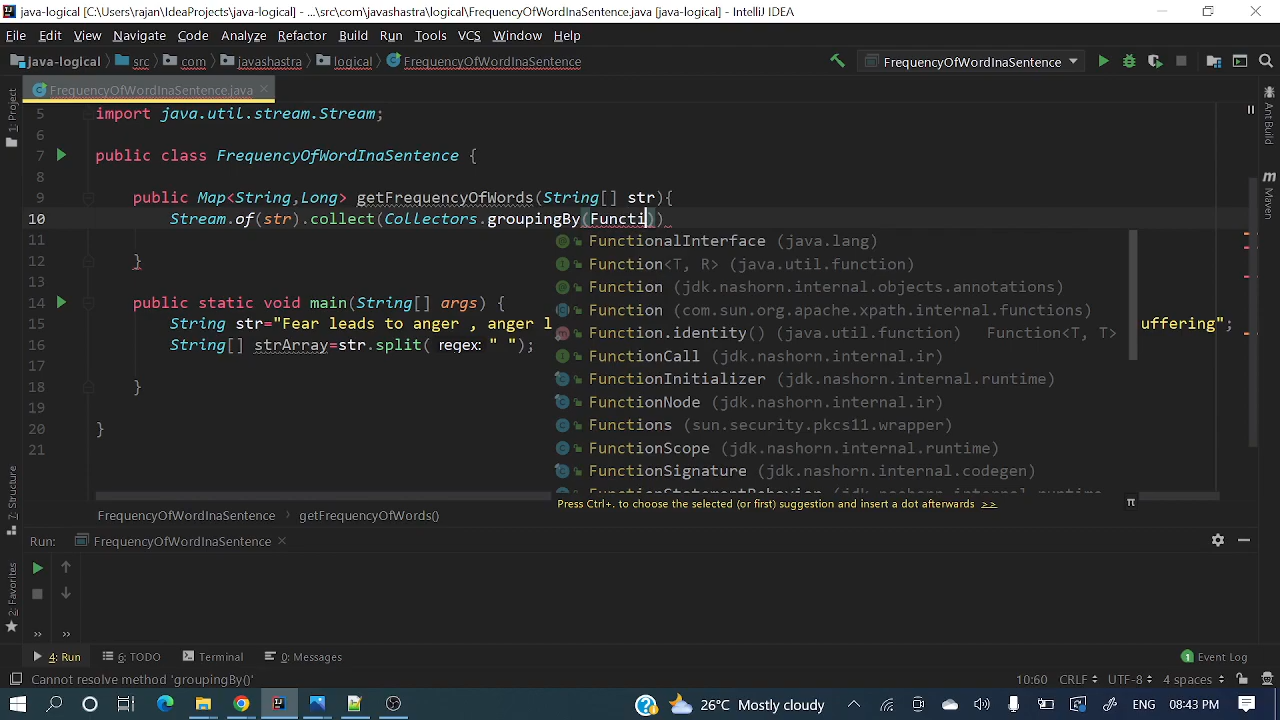 java-logical [C:\Users\rajan\IdeaProjects\java-logical] - ...\src\com\javashastra\logical\FrequencyOfWordInaSentence.java [java-logical] - IntelliJ IDEA
File Edit View Navigate Code Analyze Refactor Build Run Tools VCS Window Help
java-logical src com javashastra logical FrequencyOfWordInaSentence FrequencyOfWordInaSentence
FrequencyOfWordInaSentence.java
1: Project
Ant Build
Maven
5 import java.util.stream.Stream;
6
7 public class FrequencyOfWordInaSentence {
8
9 public Map<String,Long> getFrequencyOfWords(String[] str){
10 Stream.of(str).collect(Collectors.groupingBy(Functi))
11
12 }
13
14 public static void main(String[] args) {
15 String str="Fear leads to anger , anger l uffering";
16 String[] strArray=str.split( regex: " ");
17
18 }
19
20 }
21
FunctionalInterface (java.lang)
Function<T, R> (java.util.function)
Function (jdk.nashorn.internal.objects.annotations)
Function (com.sun.org.apache.xpath.internal.functions)
Function.identity() (java.util.function) Function<T, T>
FunctionCall (jdk.nashorn.internal.ir)
FunctionInitializer (jdk.nashorn.internal.runtime)
FunctionNode (jdk.nashorn.internal.ir)
Functions (sun.security.pkcs11.wrapper)
FunctionScope (jdk.nashorn.internal.runtime)
FunctionSignature (jdk.nashorn.internal.codegen)
Press Ctrl+. to choose the selected (or first) suggestion and insert a dot afterwards >>
π
FrequencyOfWordInaSentence > getFrequencyOfWords()
Z: Structure
2: Favorites
Run: FrequencyOfWordInaSentence
4: Run 6: TODO Terminal 0: Messages 1 Event Log
Cannot resolve method 'groupingBy()' 10:60 CRLF UTF-8 4 spaces
26°C Mostly cloudy ENG 08:43 PM